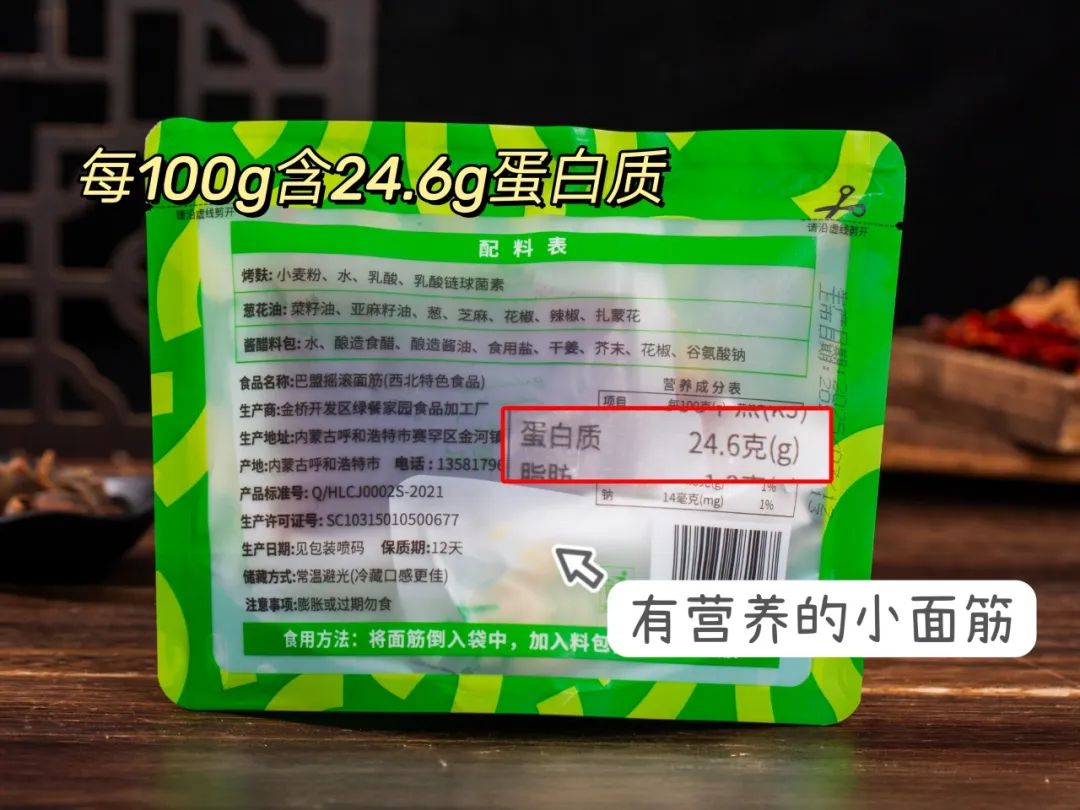 每100g含24.6g蛋白质
请沿虚线剪开
请沿虚线剪开
配料表
烤麸:小麦粉、水、乳酸、乳酸链球菌素
葱花油:菜籽油、亚麻籽油、葱、芝麻、花椒、辣椒、扎蒙花
酱醋料包:水、酿造食醋、酿造酱油、食用盐、干姜、芥末、花椒、谷氨酸钠
食品名称:巴盟摇滚面筋(西北特色食品)
生产商:金桥开发区绿餐家园食品加工厂
生产地址:内蒙古呼和浩特市赛罕区金河镇
产地:内蒙古呼和浩特市 电话:13581796
产品标准号: Q/HLCJ0002S-2021
生产许可证号: SC10315010500677
生产日期:见包装喷码 保质期:12天
储藏方式:常温避光(冷藏口感更佳)
注意事项:膨胀或过期勿食
营养成分表
项目
蛋白质 24.6克(g)
脂肪
1%
钠 14毫克(mg) 1%
有营养的小面筋
食用方法：将面筋倒入袋中，加入料包